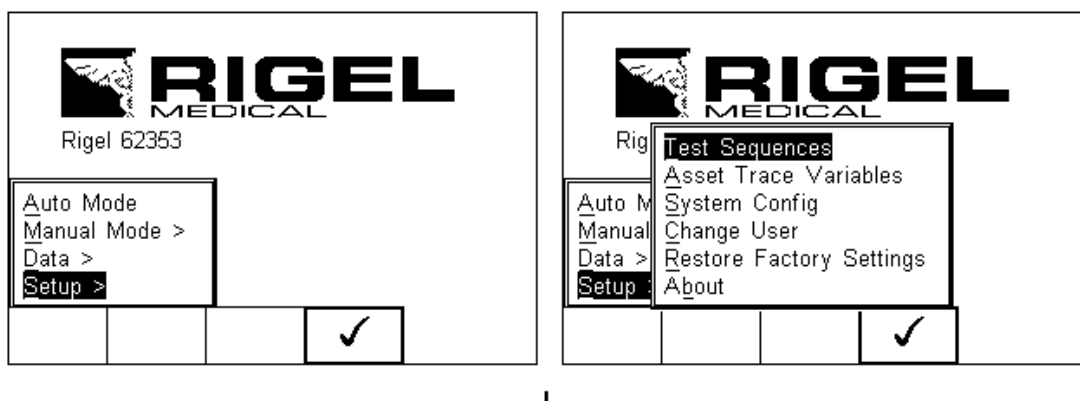 RIGEL
MEDICAL
Rigel 62353
Auto Mode
Manual Mode >
Data >
Setup >
RIGEL
MEDICAL
Rig
Test Sequences
Asset Trace Variables
System Config
Change User
Restore Factory Settings
About
Auto M
Manual
Data >
Setup